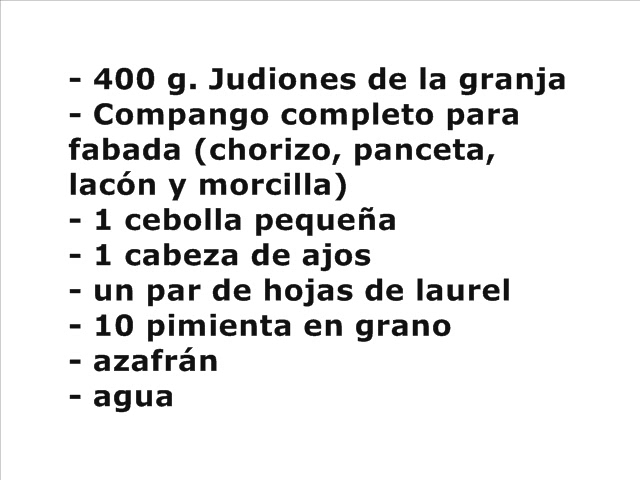 - 400 g. Judiones de la granja
- Compango completo para
fabada (chorizo, panceta,
lacón y morcilla)
- 1 cebolla pequeña
- 1 cabeza de ajos
- un par de hojas de laurel
- 10 pimienta en grano
- azafrán
- agua